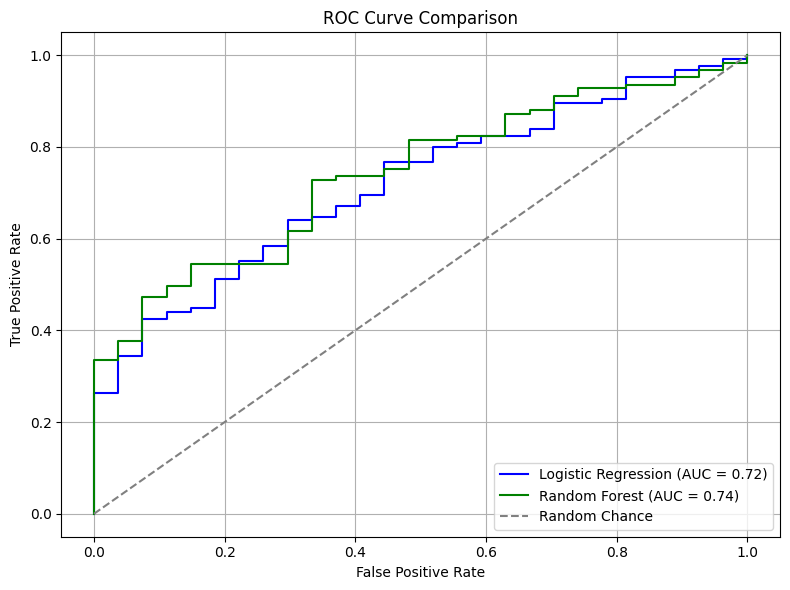 ROC Curve Comparison
True Positive Rate
1.0
0.8
0.6
0.4
0.2
0.0
0.0 0.2 0.4 0.6 0.8 1.0
False Positive Rate
Logistic Regression (AUC = 0.72)
Random Forest (AUC = 0.74)
Random Chance